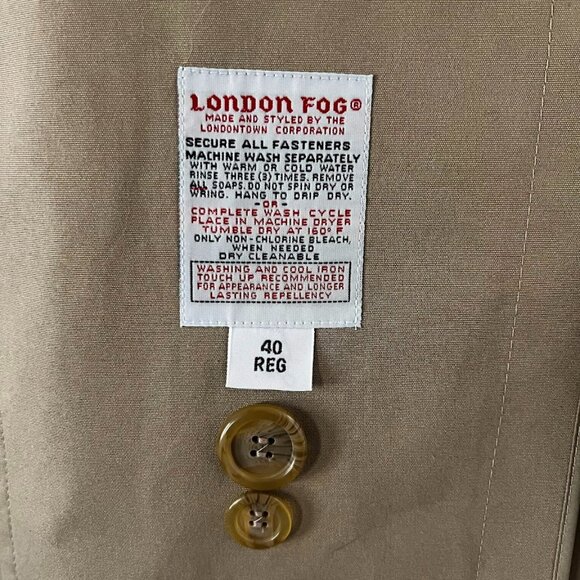 LONDON FOG®
MADE AND STYLED BY THE
LONDONTOWN CORPORATION
SECURE ALL FASTENERS
MACHINE WASH SEPARATELY
WITH WARM OR COLD WATER
RINSE THREE (3) TIMES. REMOVE
ALL SOAPS. DO NOT SPIN DRY OR
WRING. HANG TO DRIP DRY.
-OR-
COMPLETE WASH CYCLE
PLACE IN MACHINE DRYER
TUMBLE DRY AT 160° F
ONLY NON-CHLORINE BLEACH,
WHEN NEEDED
DRY CLEANABLE
WASHING AND COOL IRON
TOUCH UP RECOMMENDED
FOR APPEARANCE AND LONGER
LASTING REPELLENCY
40
REG